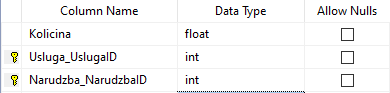 Column Name Data Type Allow Nulls
Kolicina float
Usluga_UslugaID int
Narudzba_NarudzbaID int